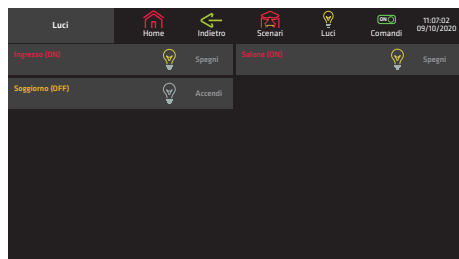 Luci
Home
Indietro
Scenari
Luci
ON
Comandi
11:07:02
09/10/2020
Ingresso (ON)
Spegni
Salone (ON)
Spegni
Soggiorno (OFF)
Accendi